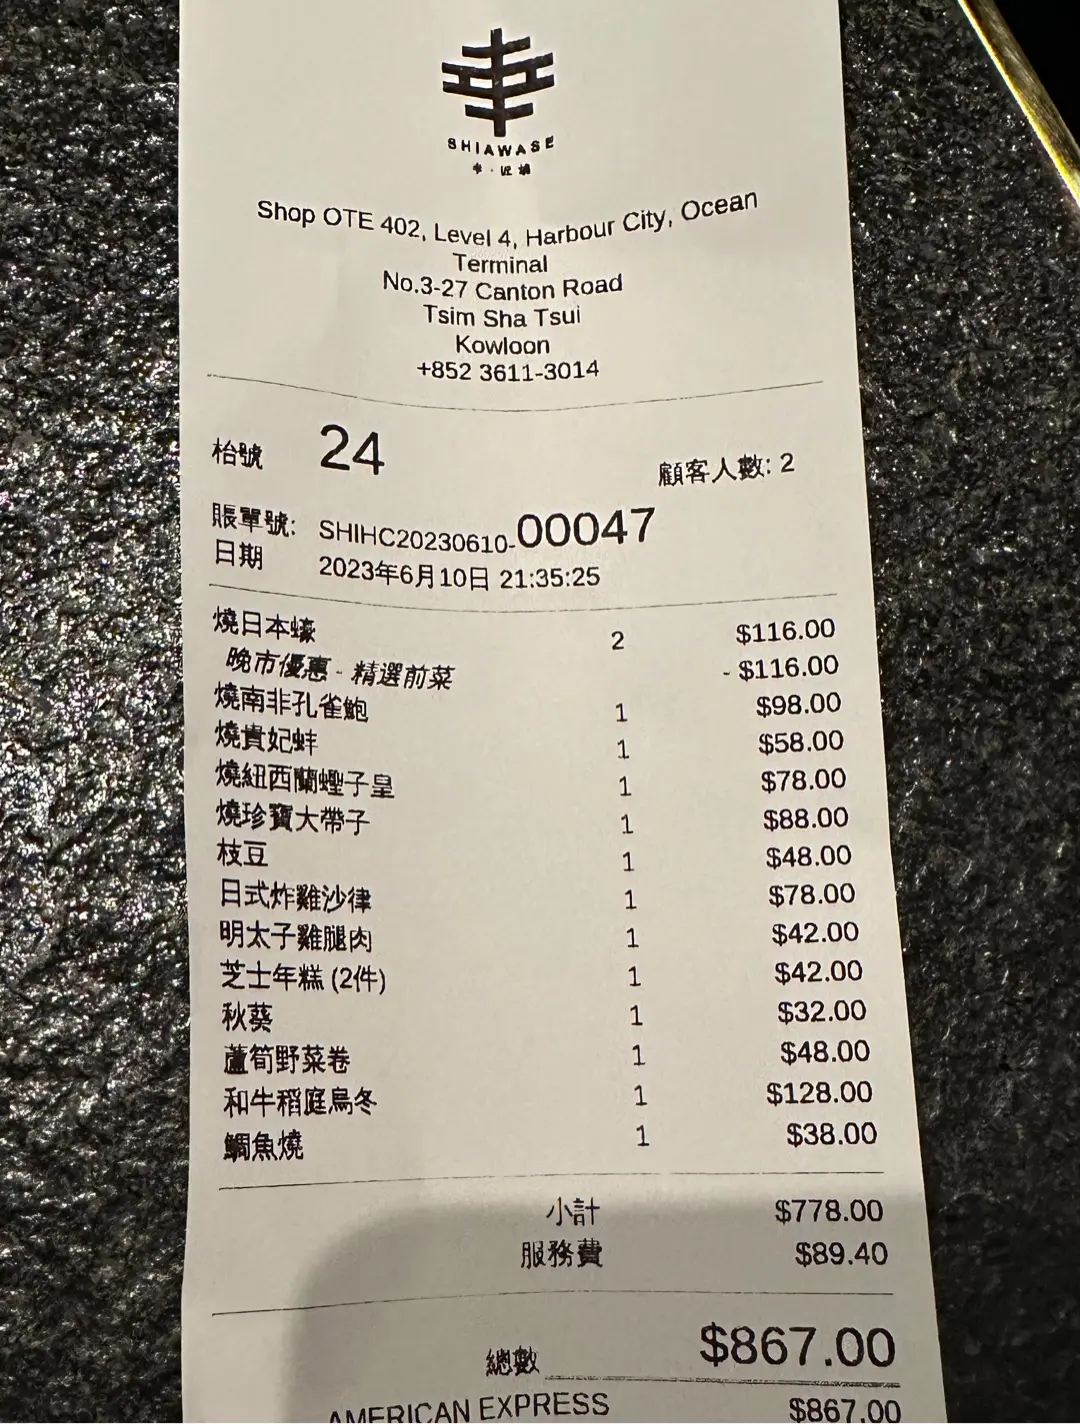 SHIAWASE
幸·匠燒
Shop OTE 402, Level 4, Harbour City, Ocean
Terminal
No.3-27 Canton Road
Tsim Sha Tsui
Kowloon
+852 3611-3014
枱號 24 顧客人數: 2
賬單號: SHIHC20230610-00047
日期 2023年6月10日 21:35:25
燒日本蠔 2 $116.00
晚市優惠 - 精選前菜 - $116.00
燒南非孔雀鮑 1 $98.00
燒貴妃蚌 1 $58.00
燒紐西蘭蟶子皇 1 $78.00
燒珍寶大帶子 1 $88.00
枝豆 1 $48.00
日式炸雞沙律 1 $78.00
明太子雞腿肉 1 $42.00
芝士年糕 (2件) 1 $42.00
秋葵 1 $32.00
蘆筍野菜卷 1 $48.00
和牛稻庭烏冬 1 $128.00
鯛魚燒 1 $38.00
小計 $778.00
服務費 $89.40
總數 $867.00
AMERICAN EXPRESS $867.00